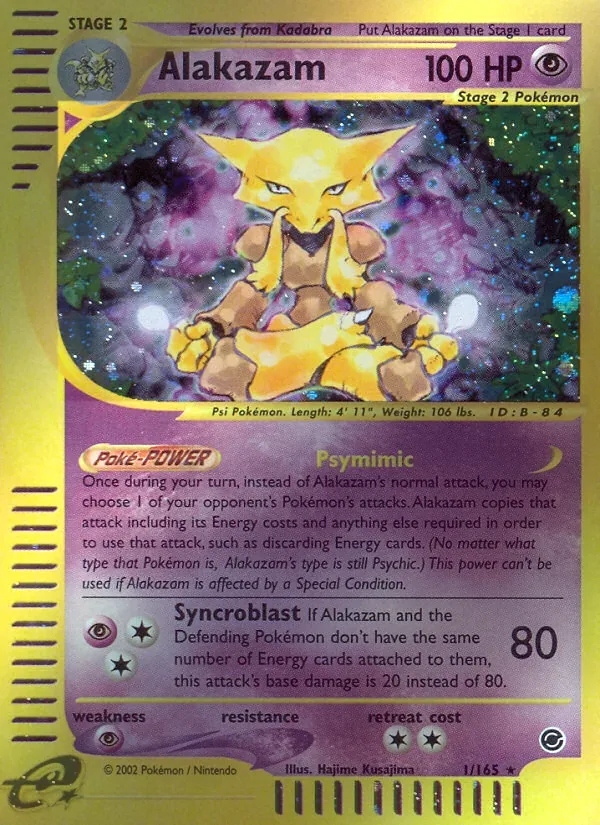 STAGE 2
Evolves from Kadabra
Put Alakazam on the Stage 1 card
Alakazam
100 HP
Stage 2 Pokémon
Psi Pokémon. Length: 4' 11", Weight: 106 lbs. ID:B-84
Poké-POWER
Psymimic
Once during your turn, instead of Alakazam's normal attack, you may
choose 1 of your opponent's Pokémon's attacks. Alakazam copies that
attack including its Energy costs and anything else required in order
to use that attack, such as discarding Energy cards. (No matter what
type that Pokémon is, Alakazam's type is still Psychic.) This power can't be
used if Alakazam is affected by a Special Condition.
Syncroblast If Alakazam and the
Defending Pokémon don't have the same
number of Energy cards attached to them,
this attack's base damage is 20 instead of 80.
80
weakness
resistance
retreat cost
© 2002 Pokémon / Nintendo
Illus. Hajime Kusajima
1/165 ★
e